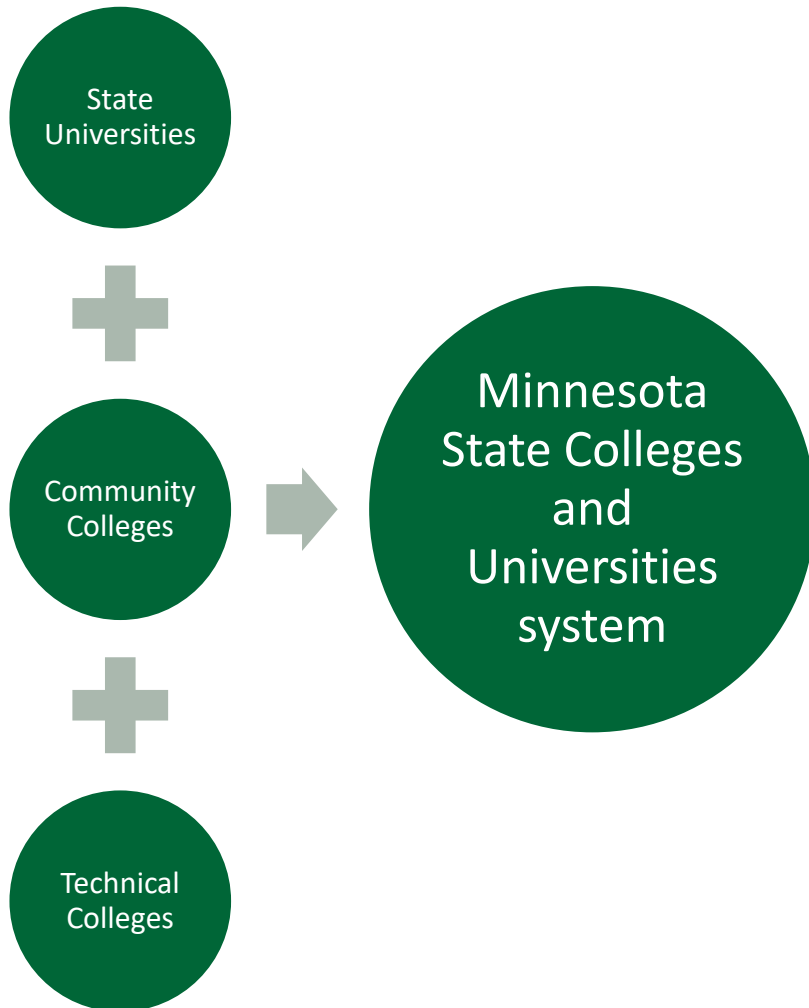 State
Universities
Community
Colleges
Technical
Colleges
Minnesota
State Colleges
and
Universities
system